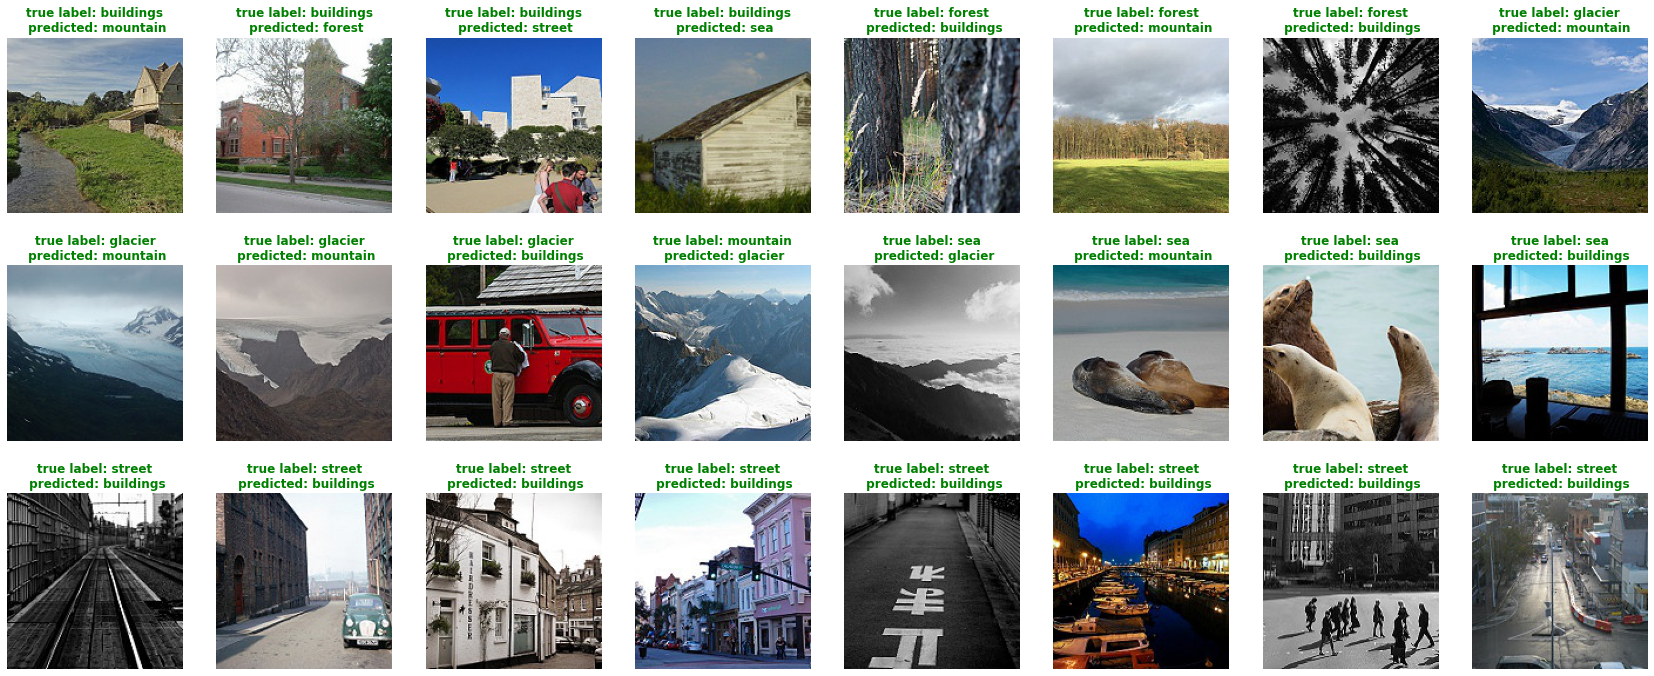 true label: buildings
predicted: mountain
true label: buildings
predicted: forest
true label: buildings
predicted: street
true label: buildings
predicted: sea
true label: forest
predicted: buildings
true label: forest
predicted: mountain
true label: forest
predicted: buildings
true label: glacier
predicted: mountain
true label: glacier
predicted: mountain
true label: glacier
predicted: mountain
true label: glacier
predicted: buildings
true label: mountain
predicted: glacier
true label: sea
predicted: glacier
true label: sea
predicted: mountain
true label: sea
predicted: buildings
true label: sea
predicted: buildings
true label: street
predicted: buildings
true label: street
predicted: buildings
true label: street
predicted: buildings
HAIRDRESSER
true label: street
predicted: buildings
true label: street
predicted: buildings
true label: street
predicted: buildings
true label: street
predicted: buildings
true label: street
predicted: buildings